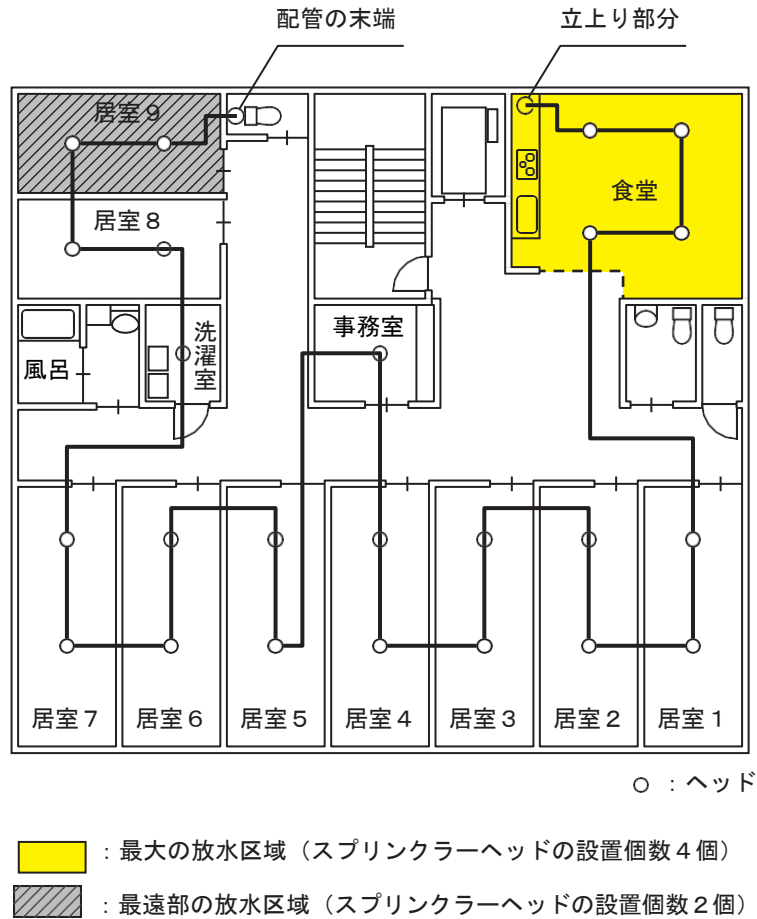 配管の末端
立上り部分
居室９
食堂
居室８
事務室
洗濯室
風呂
居室７
居室６
居室５
居室４
居室３
居室２
居室１
○ ：ヘッド
：最大の放水区域（スプリンクラーヘッドの設置個数４個）
：最遠部の放水区域（スプリンクラーヘッドの設置個数２個）